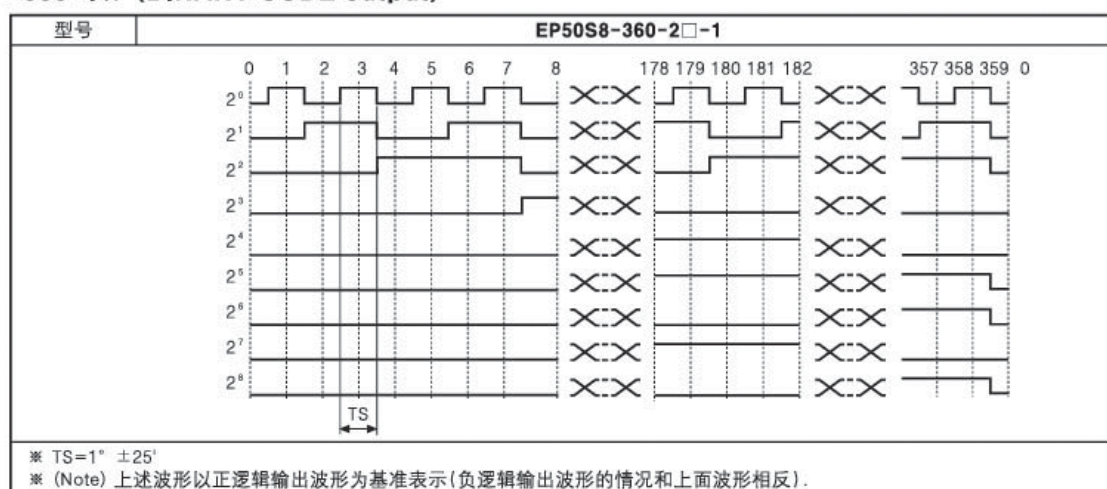 型号 EP50S8-360-2□-1
0 1 2 3 4 5 6 7 8 178 179 180 181 182 357 358 359 0
2⁰
2¹
2²
2³
2⁴
2⁵
2⁶
2⁷
2⁸
TS
※ TS=1° ±25'
※ (Note) 上述波形以正逻辑输出波形为基准表示(负逻辑输出波形的情况和上面波形相反).